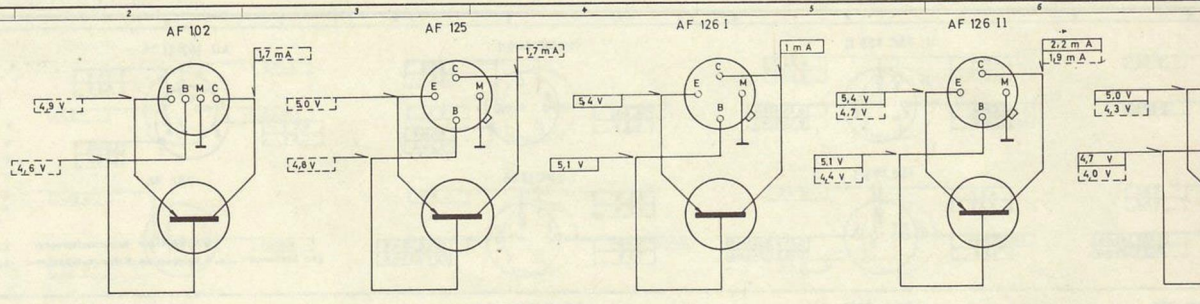 2 3 4 5 6
AF 102
1,7 mA
E B M C
4,9 V
4,6 V
AF 125
1,7 mA
C
E M
B
5,0 V
4,8 V
AF 126 I
1 mA
C
E M
B
5,4 V
5,1 V
AF 126 II
2,2 mA
1,9 mA
C
E M
B
5,4 V
4,7 V
5,1 V
4,4 V
5,0 V
4,3 V
4,7 V
4,0 V